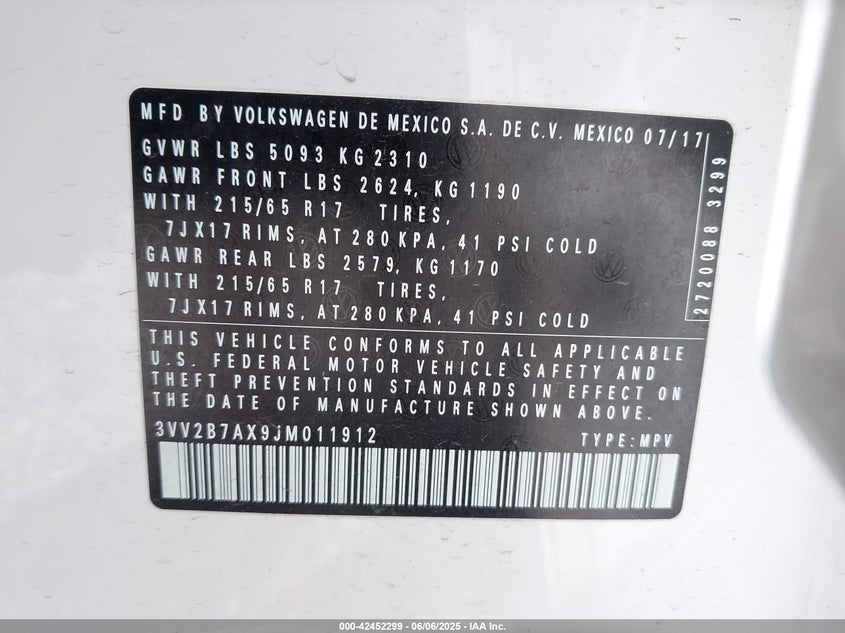 MFD BY VOLKSWAGEN DE MEXICO S.A. DE C.V. MEXICO 07/17
GVWR LBS 5093 KG 2310
GAWR FRONT LBS 2624, KG 1190
WITH 215/65 R17 TIRES,
7JX17 RIMS, AT 280 KPA, 41 PSI COLD
GAWR REAR LBS 2579, KG 1170
WITH 215/65 R17 TIRES,
7JX17 RIMS, AT 280 KPA, 41 PSI COLD
2720088 3299
THIS VEHICLE CONFORMS TO ALL APPLICABLE
U.S. FEDERAL MOTOR VEHICLE SAFETY AND
THEFT PREVENTION STANDARDS IN EFFECT ON
THE DATE OF MANUFACTURE SHOWN ABOVE.
3VV2B7AX9JM011912 TYPE: MPV
000-42452299 - 06/06/2025 - IAA Inc.